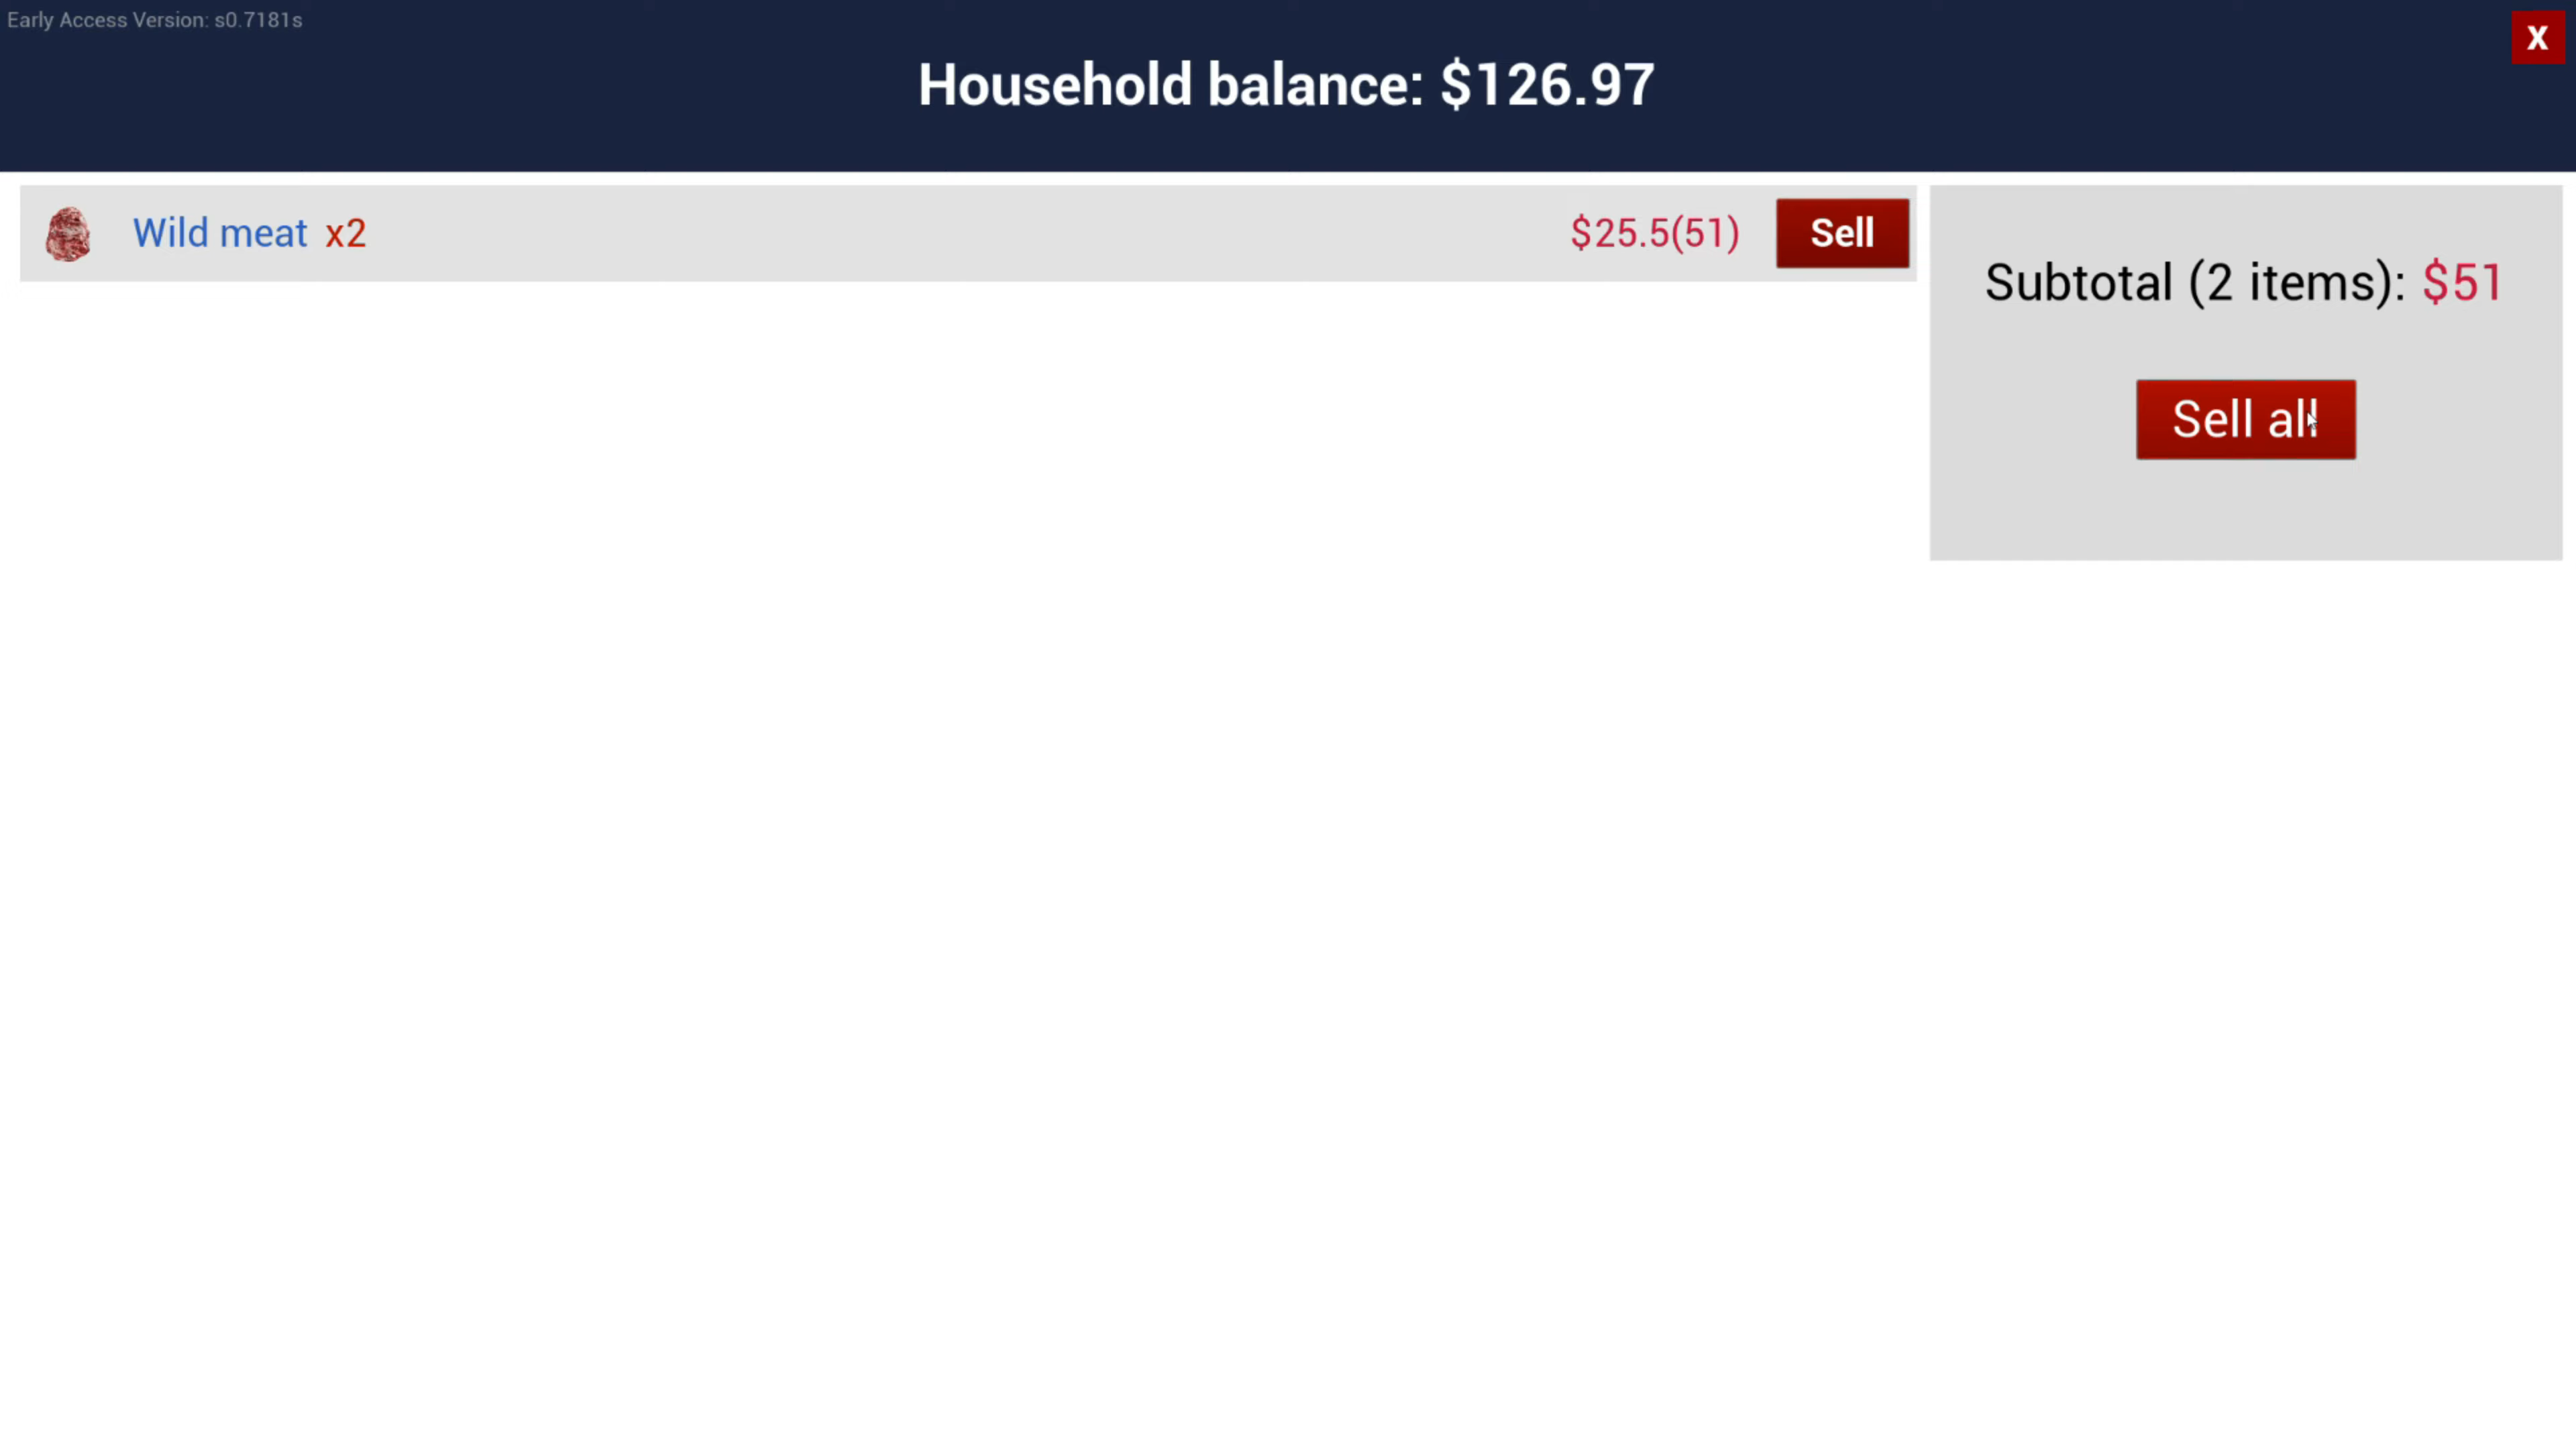 Early Access Version: s0.7181s
X
Household balance: $126.97
Wild meat x2 $25.5(51) Sell
Subtotal (2 items): $51
Sell all